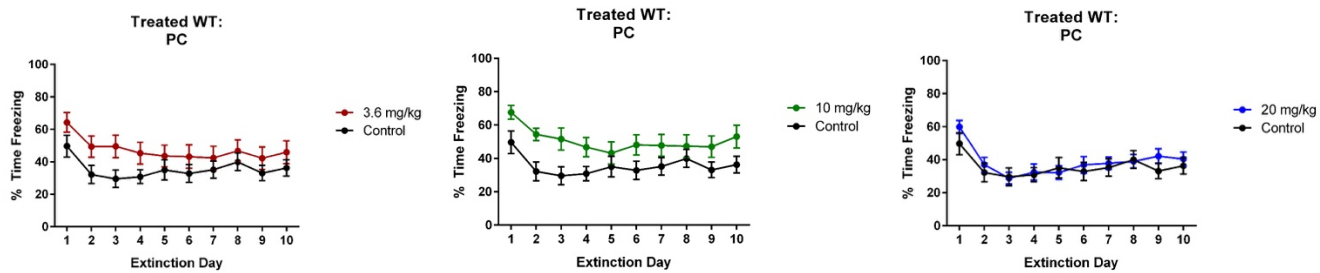 Treated WT:
PC
100
80
60
40
20
0
% Time Freezing
1 2 3 4 5 6 7 8 9 10
Extinction Day
3.6 mg/kg
Control
Treated WT:
PC
100
80
60
40
20
0
% Time Freezing
1 2 3 4 5 6 7 8 9 10
Extinction Day
10 mg/kg
Control
Treated WT:
PC
100
80
60
40
20
0
% Time Freezing
1 2 3 4 5 6 7 8 9 10
Extinction Day
20 mg/kg
Control